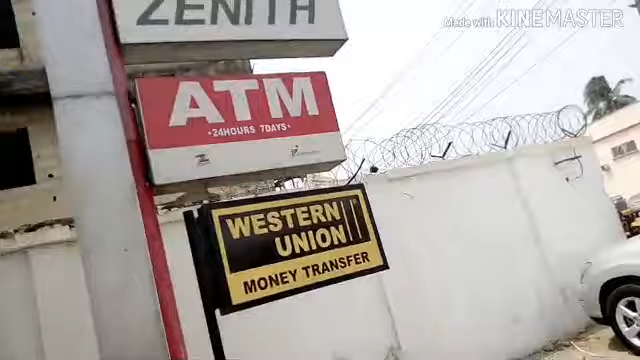 Made with KINEMASTER
ZENITH
ATM
•24HOURS 7DAYS•
WESTERN
UNION
MONEY TRANSFER